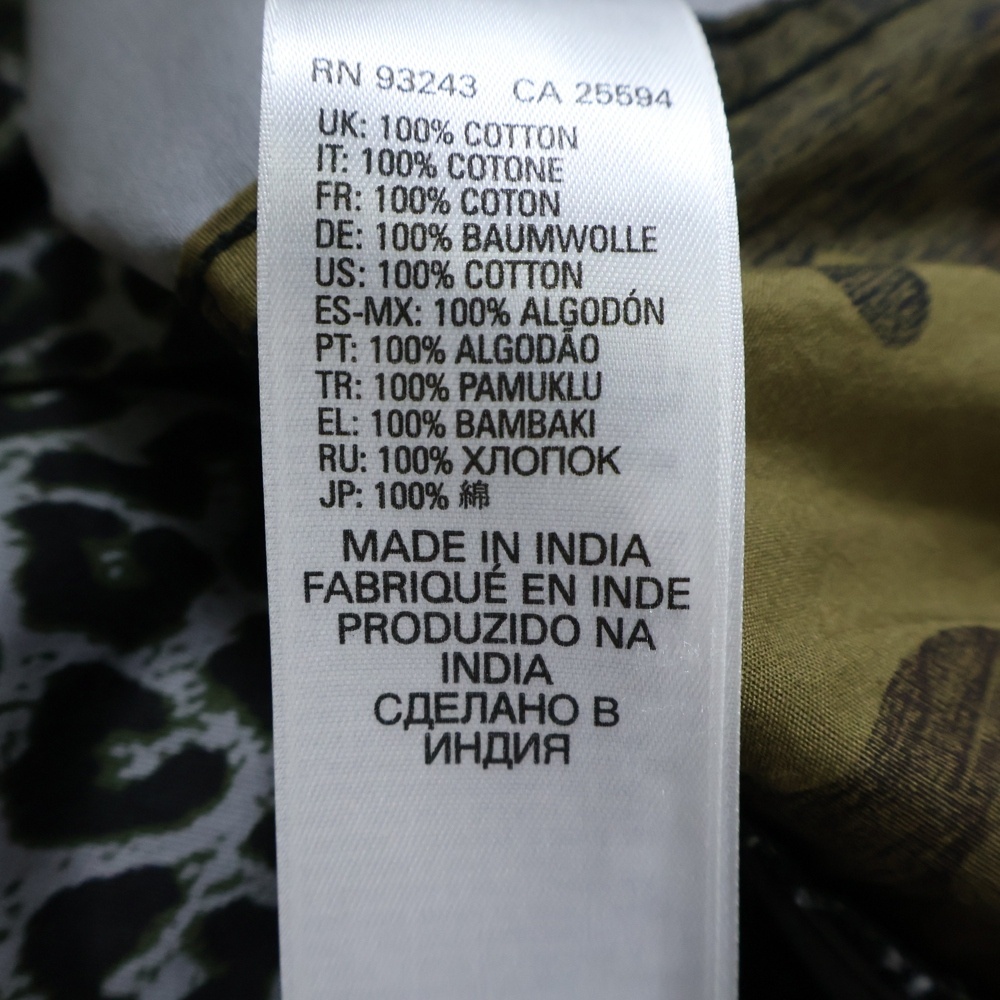 RN 93243 CA 25594
UK: 100% COTTON
IT: 100% COTONE
FR: 100% COTON
DE: 100% BAUMWOLLE
US: 100% COTTON
ES-MX: 100% ALGODÓN
PT: 100% ALGODÃO
TR: 100% PAMUKLU
EL: 100% BAMBAKI
RU: 100% ХЛОПОК
JP: 100% 綿
MADE IN INDIA
FABRIQUÉ EN INDE
PRODUZIDO NA
INDIA
СДЕЛАНО В
ИНДИЯ